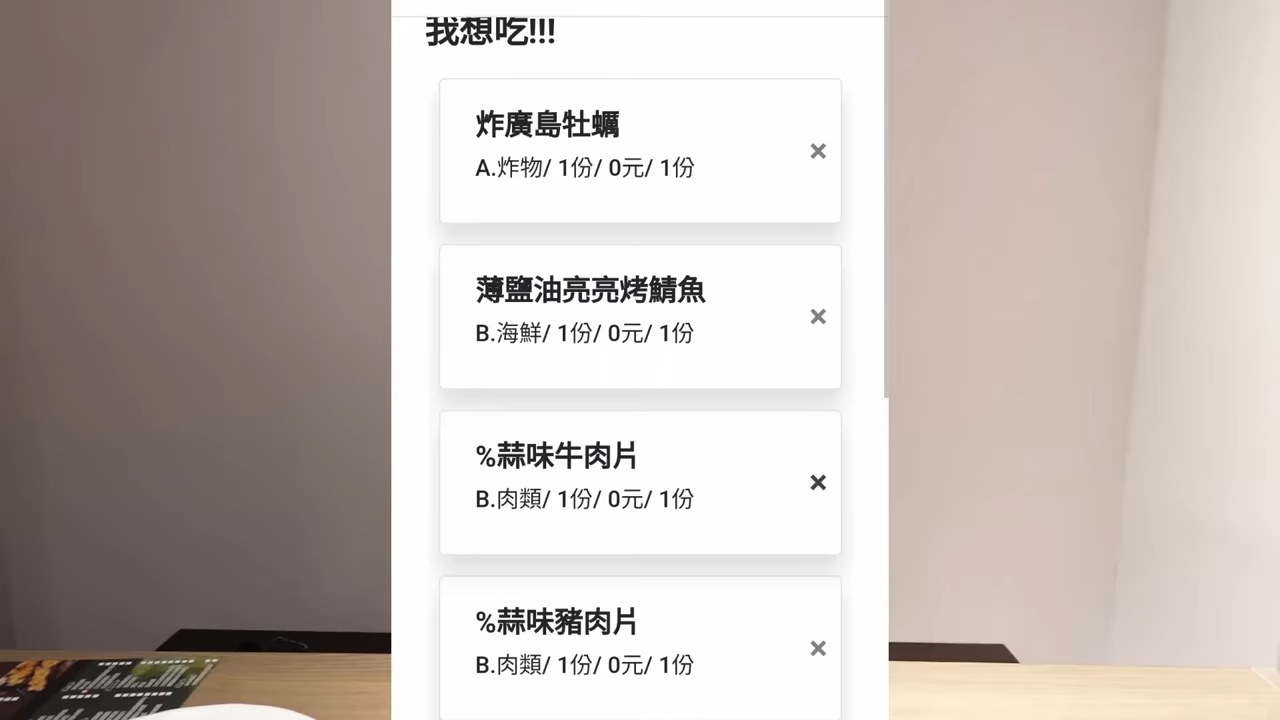 我想吃!!!
炸廣島牡蠣
A.炸物/ 1份/ 0元/ 1份
薄鹽油亮亮烤鯖魚
B.海鮮/ 1份/ 0元/ 1份
%蒜味牛肉片
B.肉類/ 1份/ 0元/ 1份
%蒜味豬肉片
B.肉類/ 1份/ 0元/ 1份